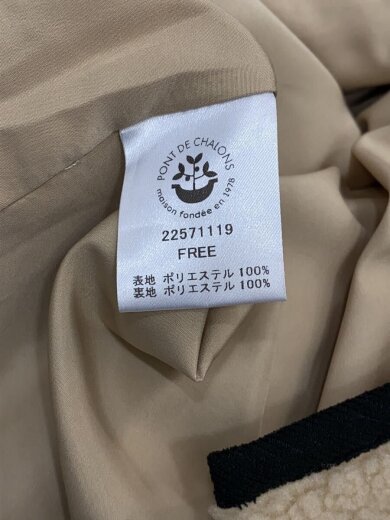 PONT DE CHALONS
maison fondée en 1978
22571119
FREE
表地 ポリエステル 100%
裏地 ポリエステル 100%